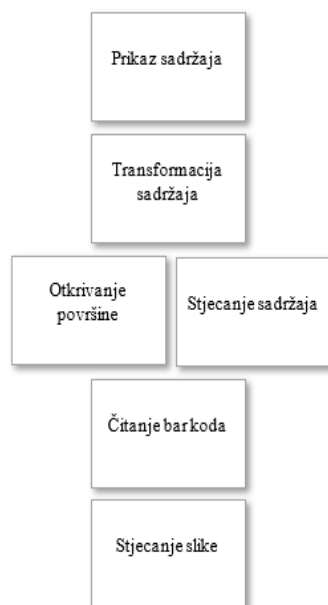 Prikaz sadržaja
Transformacija
sadržaja
Otkrivanje
površine
Stjecanje sadržaja
Čitanje bar koda
Stjecanje slike